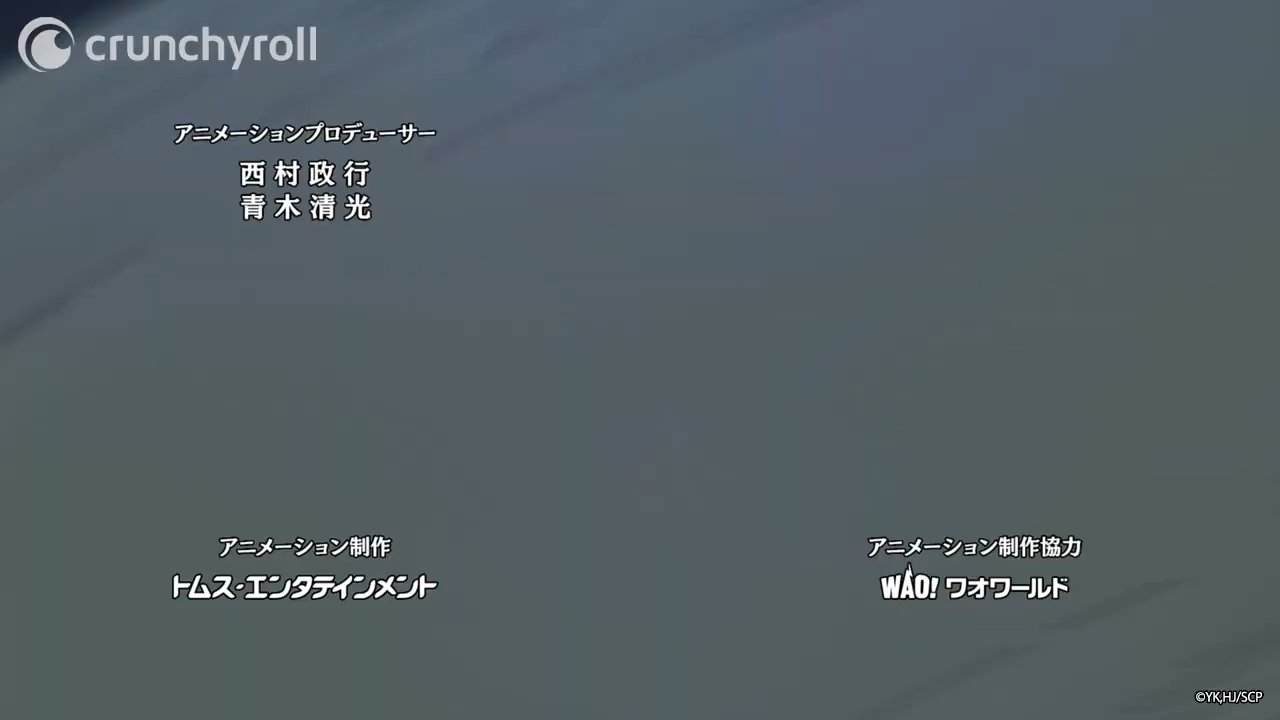 crunchyroll
アニメーションプロデューサー
西村政行
青木清光
アニメーション制作
トムス・エンタテインメント
アニメーション制作協力
WAO! ワオワールド
©YK,HJ/SCP